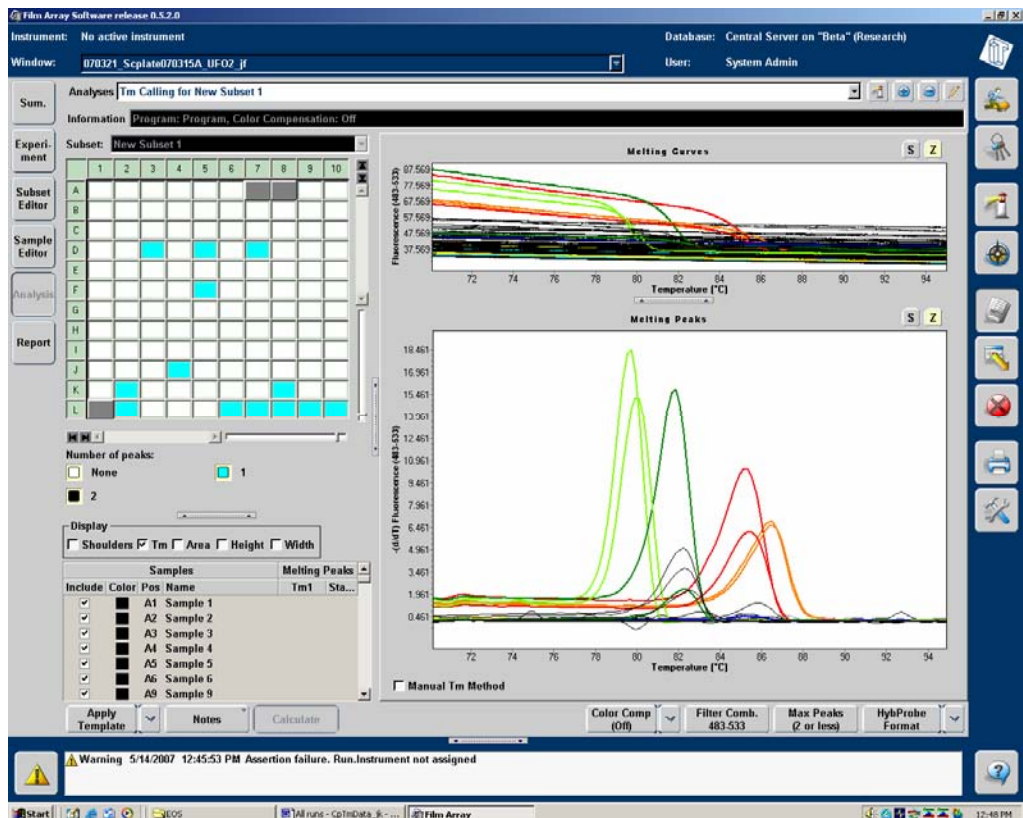 Film Array Software release 0.5.2.0
Instrument: No active instrument
Database: Central Server on "Beta" (Research)
Window: 070321_Scplate070315A_UFO2_jf
User: System Admin
Sum.
Experi-
ment
Subset
Editor
Sample
Editor
Analysis
Report
Analyses Tm Calling for New Subset 1
Information Program: Program, Color Compensation: Off
Subset: New Subset 1
1 2 3 4 5 6 7 8 9 10
A
B
C
D
E
F
G
H
I
J
K
L
Number of peaks:
None 1
2
Display
Shoulders Tm Area Height Width
Samples Melting Peaks
Include Color Pos Name Tm1 Sta...
A1 Sample 1
A2 Sample 2
A3 Sample 3
A4 Sample 4
A5 Sample 5
A6 Sample 6
A9 Sample 9
Apply
Template
Notes
Calculate
Melting Curves
S Z
Fluorescence (483-533)
87.569
77.569
67.569
57.569
47.569
37.569
72 74 76 78 80 82 84 86 88 90 92 94
Temperature [°C]
Melting Peaks
S Z
-(d/dT) Fluorescence (483-533)
18.461
16.961
15.461
13.961
12.461
10.961
9.461
7.961
6.461
4.961
3.461
1.961
0.461
72 74 76 78 80 82 84 86 88 90 92 94
Temperature [°C]
Manual Tm Method
Color Comp
(Off)
Filter Comb.
483-533
Max Peaks
(2 or less)
HybProbe
Format
Warning 5/14/2007 12:45:53 PM Assertion failure. Run.Instrument not assigned
Start
EOS
All runs - CpTmData_jk - ...
Film Array
12:48 PM